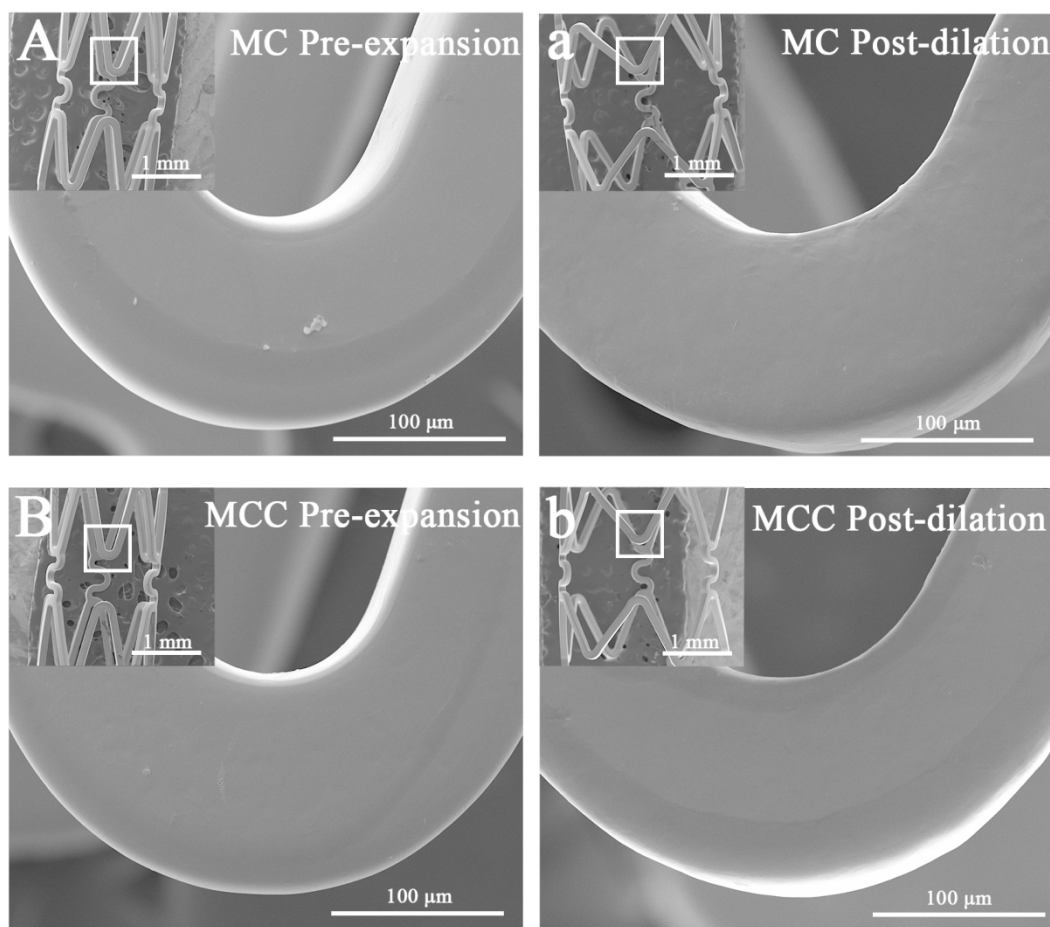 A
MC Pre-expansion
1 mm
100 μm
a
MC Post-dilation
1 mm
100 μm
B
MCC Pre-expansion
1 mm
100 μm
b
MCC Post-dilation
1 mm
100 μm